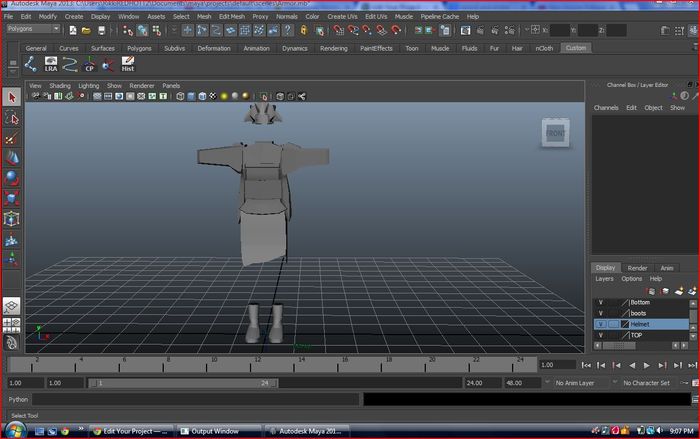 Autodesk Maya 2013: C:\Users\
\Documents\maya\projects\default\scenes\Armor.mb*
File Edit Modify Create Display Window Assets Select Mesh Edit Mesh Proxy Normals Color Create UVs Edit UVs Muscle Pipeline Cache Help
Polygons
X: Y: Z:
General Curves Surfaces Polygons Subdivs Deformation Animation Dynamics Rendering PaintEffects Toon Muscle Fluids Fur Hair nCloth Custom
LRA CP Hist
Channel Box / Layer Editor
View Shading Lighting Show Renderer Panels
Channels Edit Object Show
FRONT
Display Render Anim
Layers Options Help
V Bottom
V boots
V Helmet
V TOP
y
x
2 4 6 8 10 12 14 16 18 20 22 24
1.00
1.00 1.00 1 24 24.00 48.00 No Anim Layer No Character Set
Python
Select Tool
Edit Your Project — ... Output Window Autodesk Maya 201... 9:07 PM